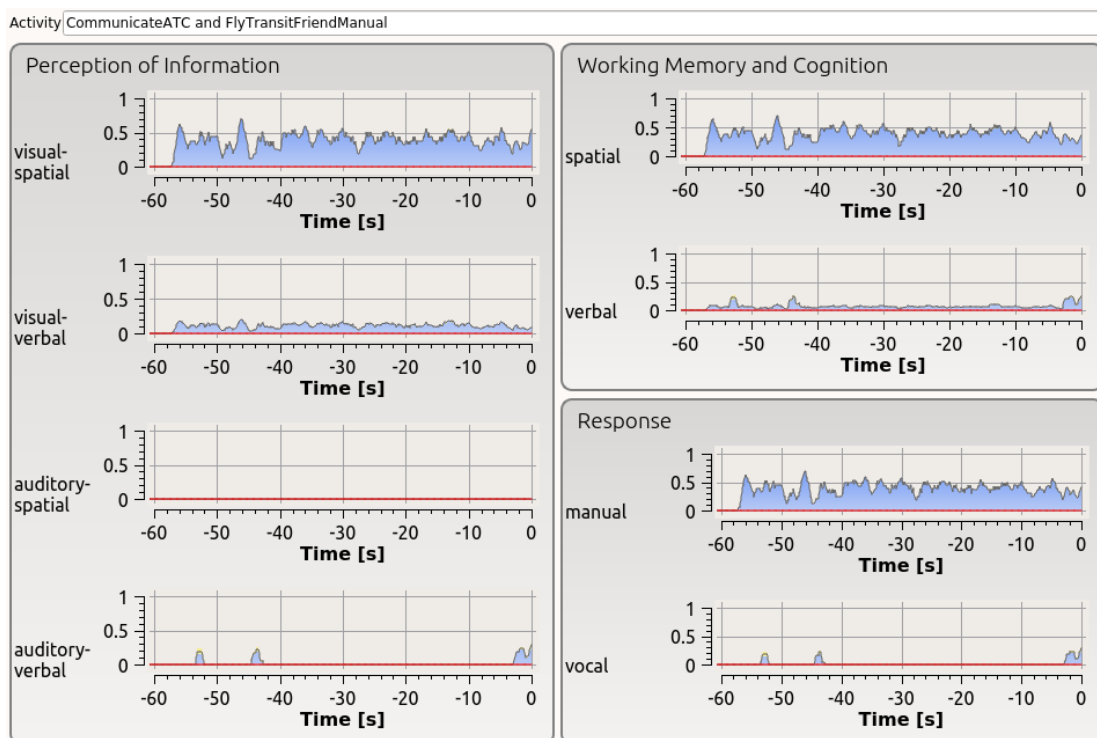 Activity CommunicateATC and FlyTransitFriendManual
Perception of Information
visual-
spatial
1
0.5
0
-60 -50 -40 -30 -20 -10 0
Time [s]
visual-
verbal
1
0.5
0
-60 -50 -40 -30 -20 -10 0
Time [s]
auditory-
spatial
1
0.5
0
-60 -50 -40 -30 -20 -10 0
Time [s]
auditory-
verbal
1
0.5
0
-60 -50 -40 -30 -20 -10 0
Time [s]
Working Memory and Cognition
spatial
1
0.5
0
-60 -50 -40 -30 -20 -10 0
Time [s]
verbal
1
0.5
0
-60 -50 -40 -30 -20 -10 0
Time [s]
Response
manual
1
0.5
0
-60 -50 -40 -30 -20 -10 0
Time [s]
vocal
1
0.5
0
-60 -50 -40 -30 -20 -10 0
Time [s]